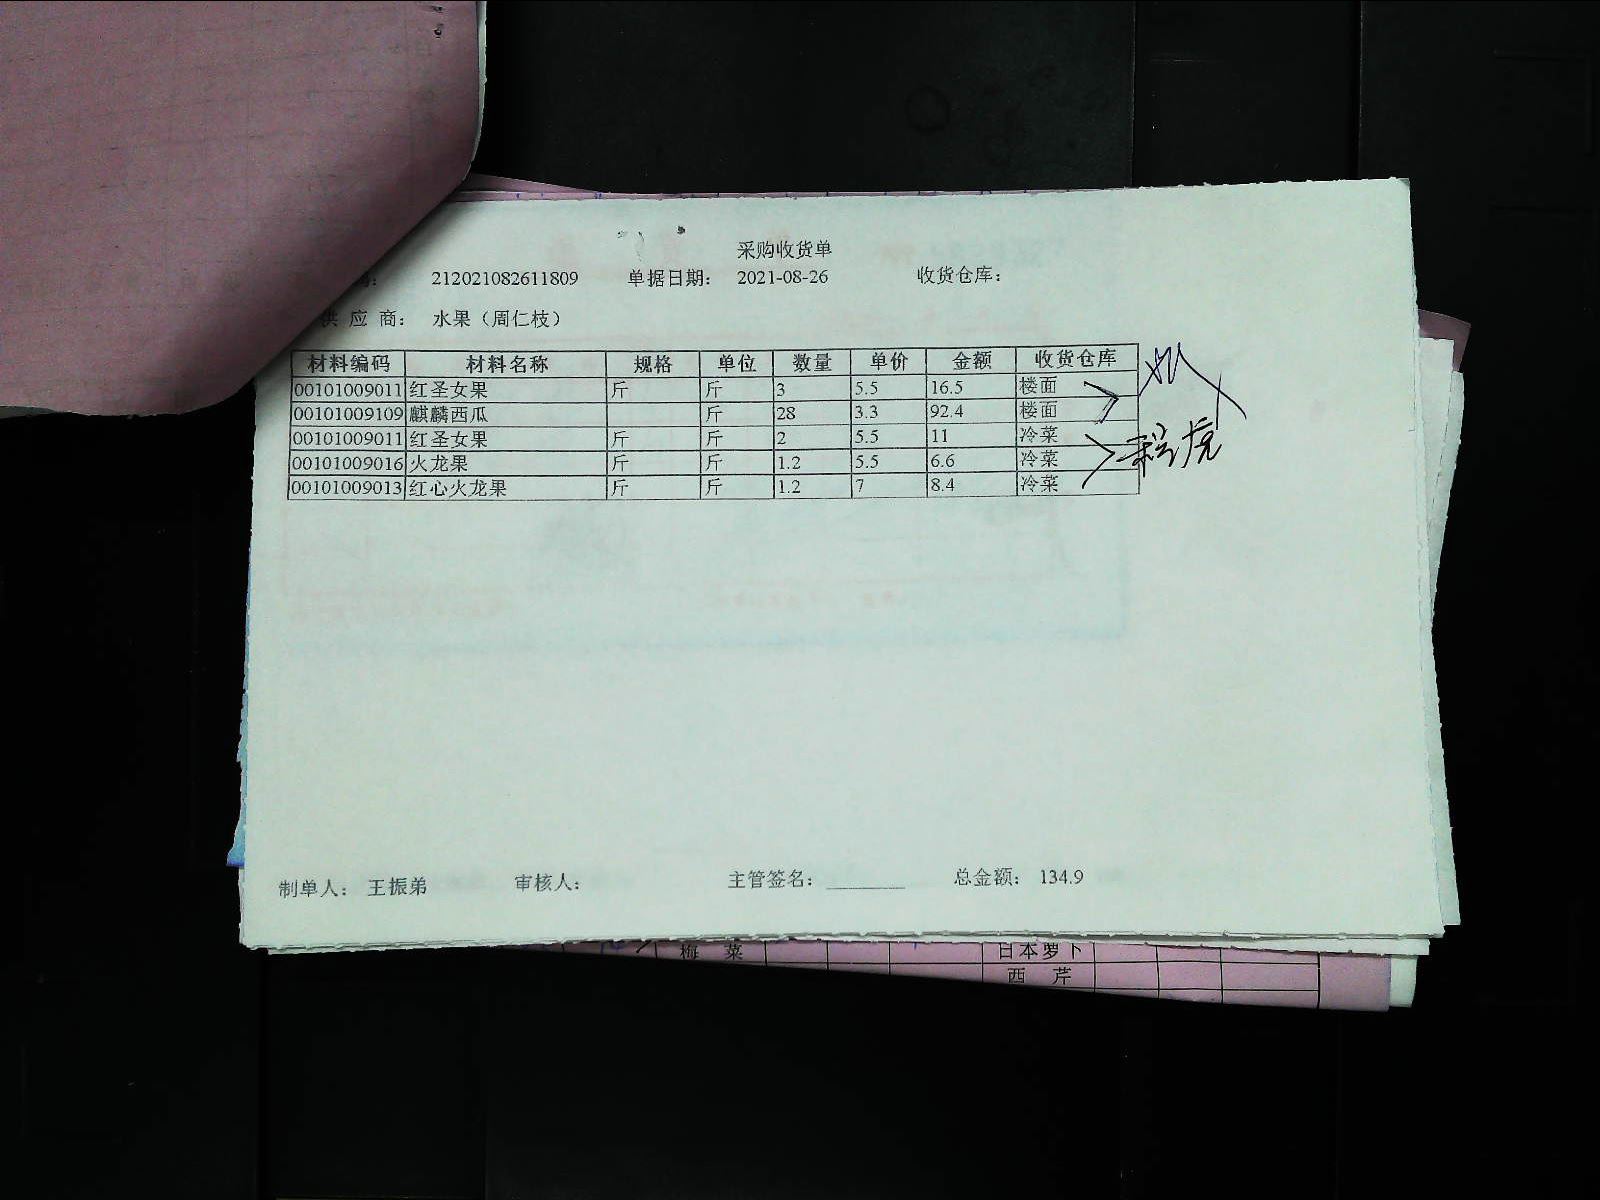 采购收货单
212021082611809 单据日期： 2021-08-26 收货仓库：
供 应 商： 水果（周仁枝）
材料编码 材料名称 规格 单位 数量 单价 金额 收货仓库
00101009011 红圣女果 斤 斤 3 5.5 16.5 楼面
00101009109 麒麟西瓜 斤 28 3.3 92.4 楼面
00101009011 红圣女果 斤 斤 2 5.5 11 冷菜
00101009016 火龙果 斤 斤 1.2 5.5 6.6 冷菜
00101009013 红心火龙果 斤 斤 1.2 7 8.4 冷菜
制单人： 王振弟 审核人： 主管签名： 总金额： 134.9
梅 菜 日本萝卜
西 芹